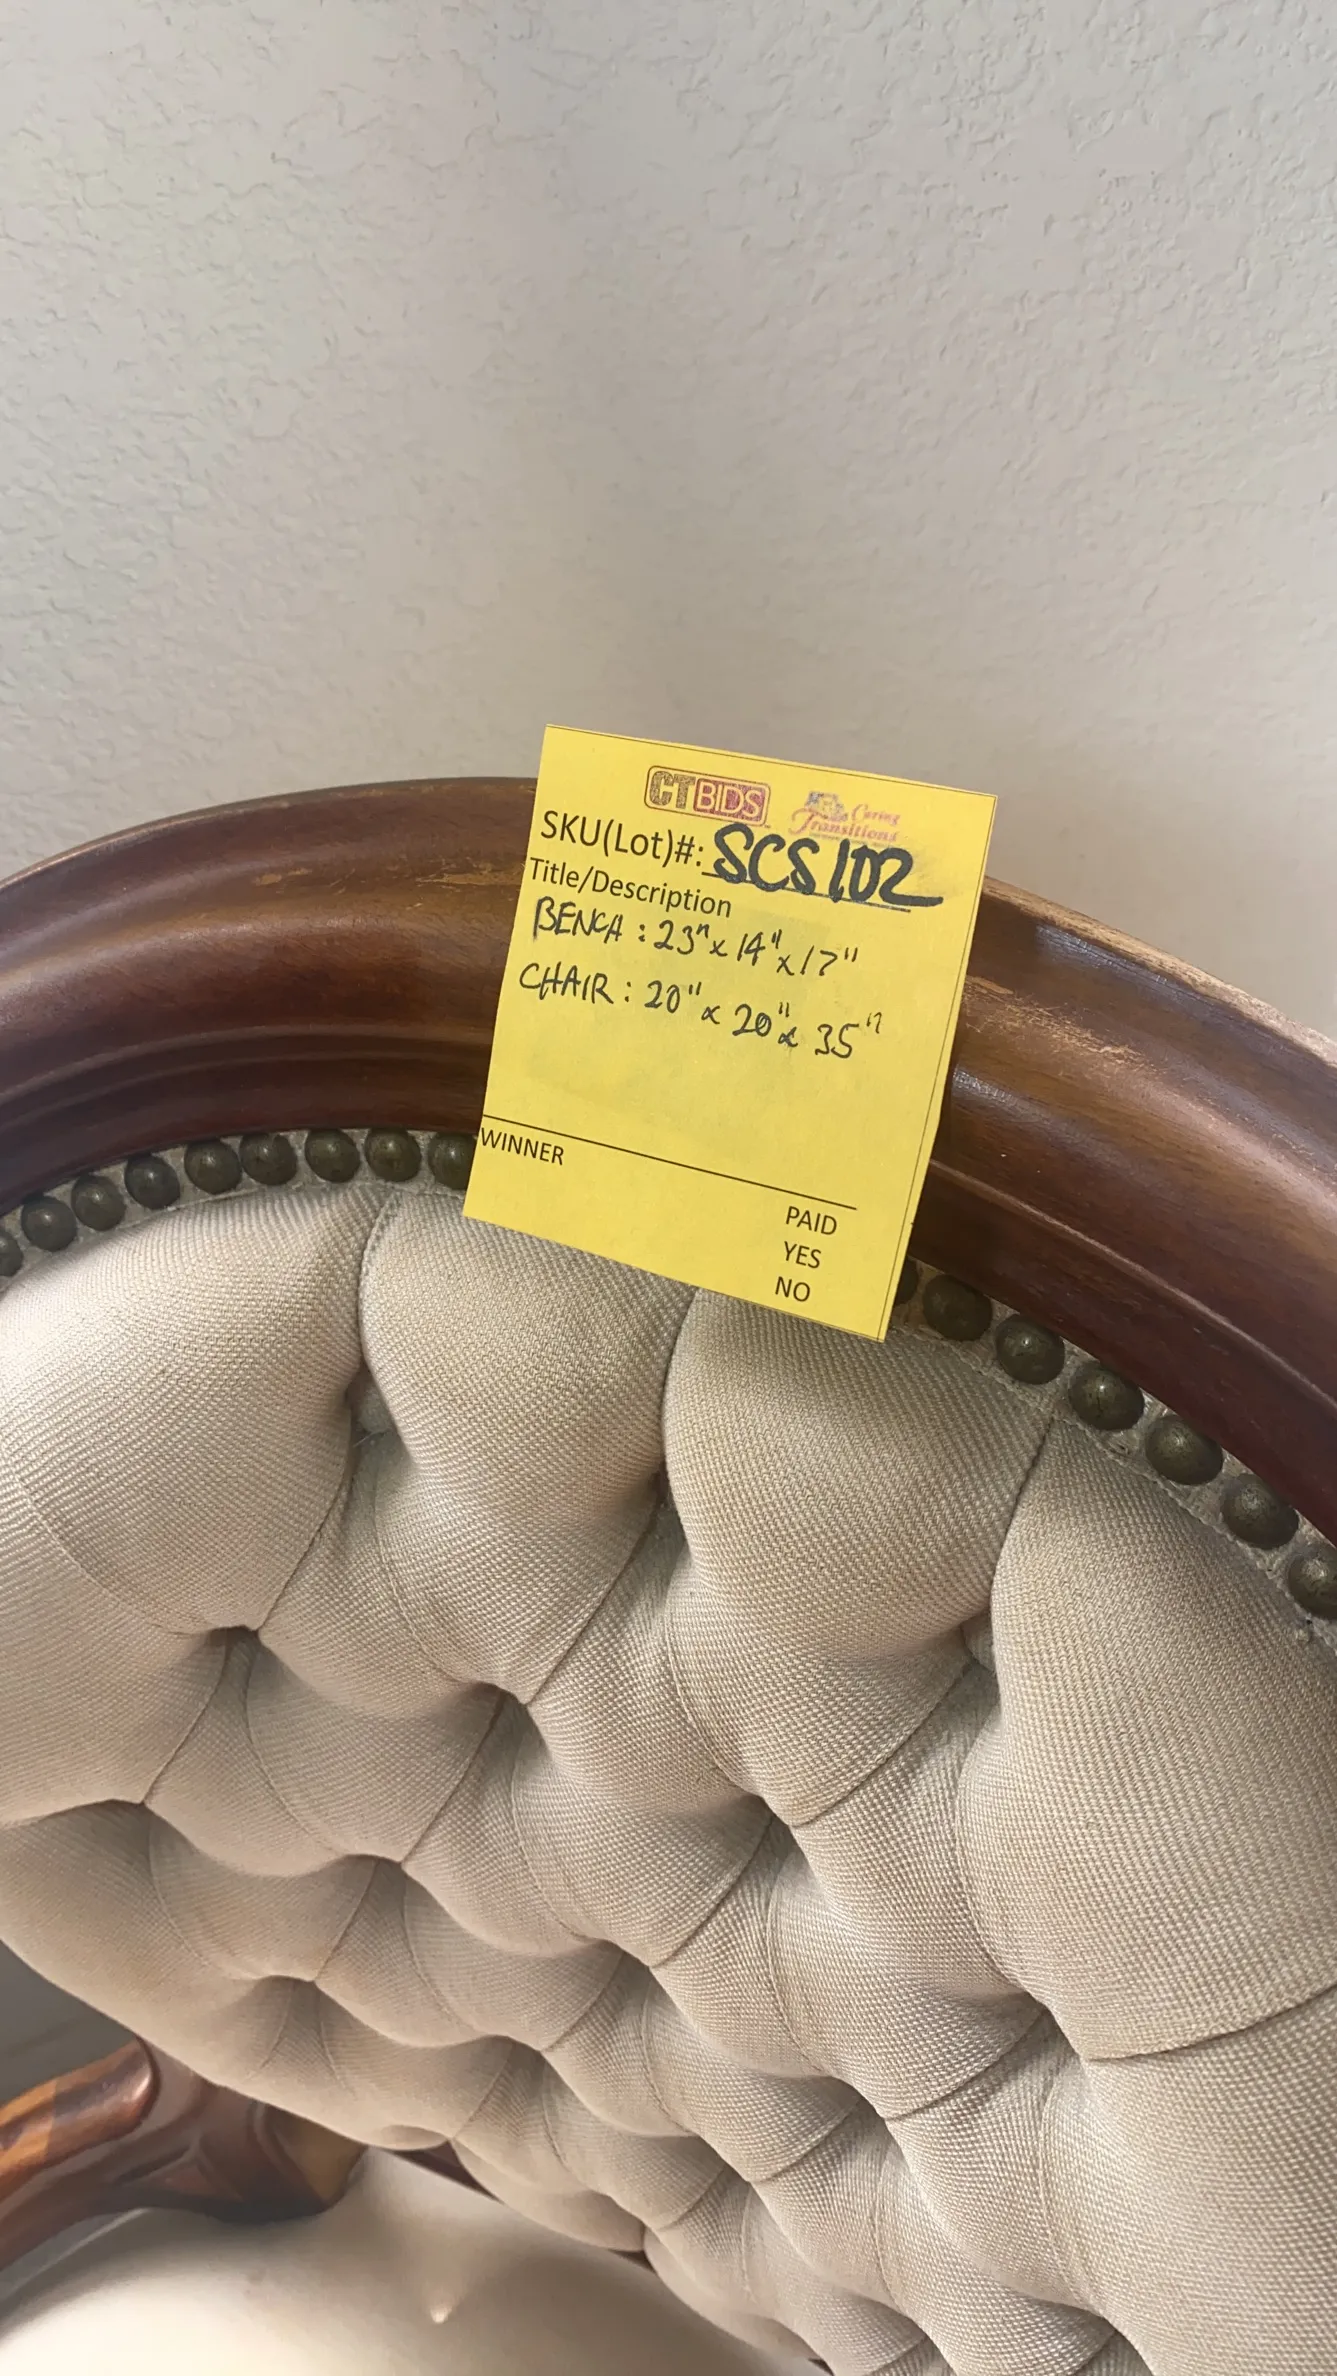 CTBIDS Caring Transitions
SKU(Lot)#: SCS102
Title/Description
BENCH : 23" x 14" x 17"
CHAIR : 20" x 20" x 35"
WINNER
PAID
YES
NO